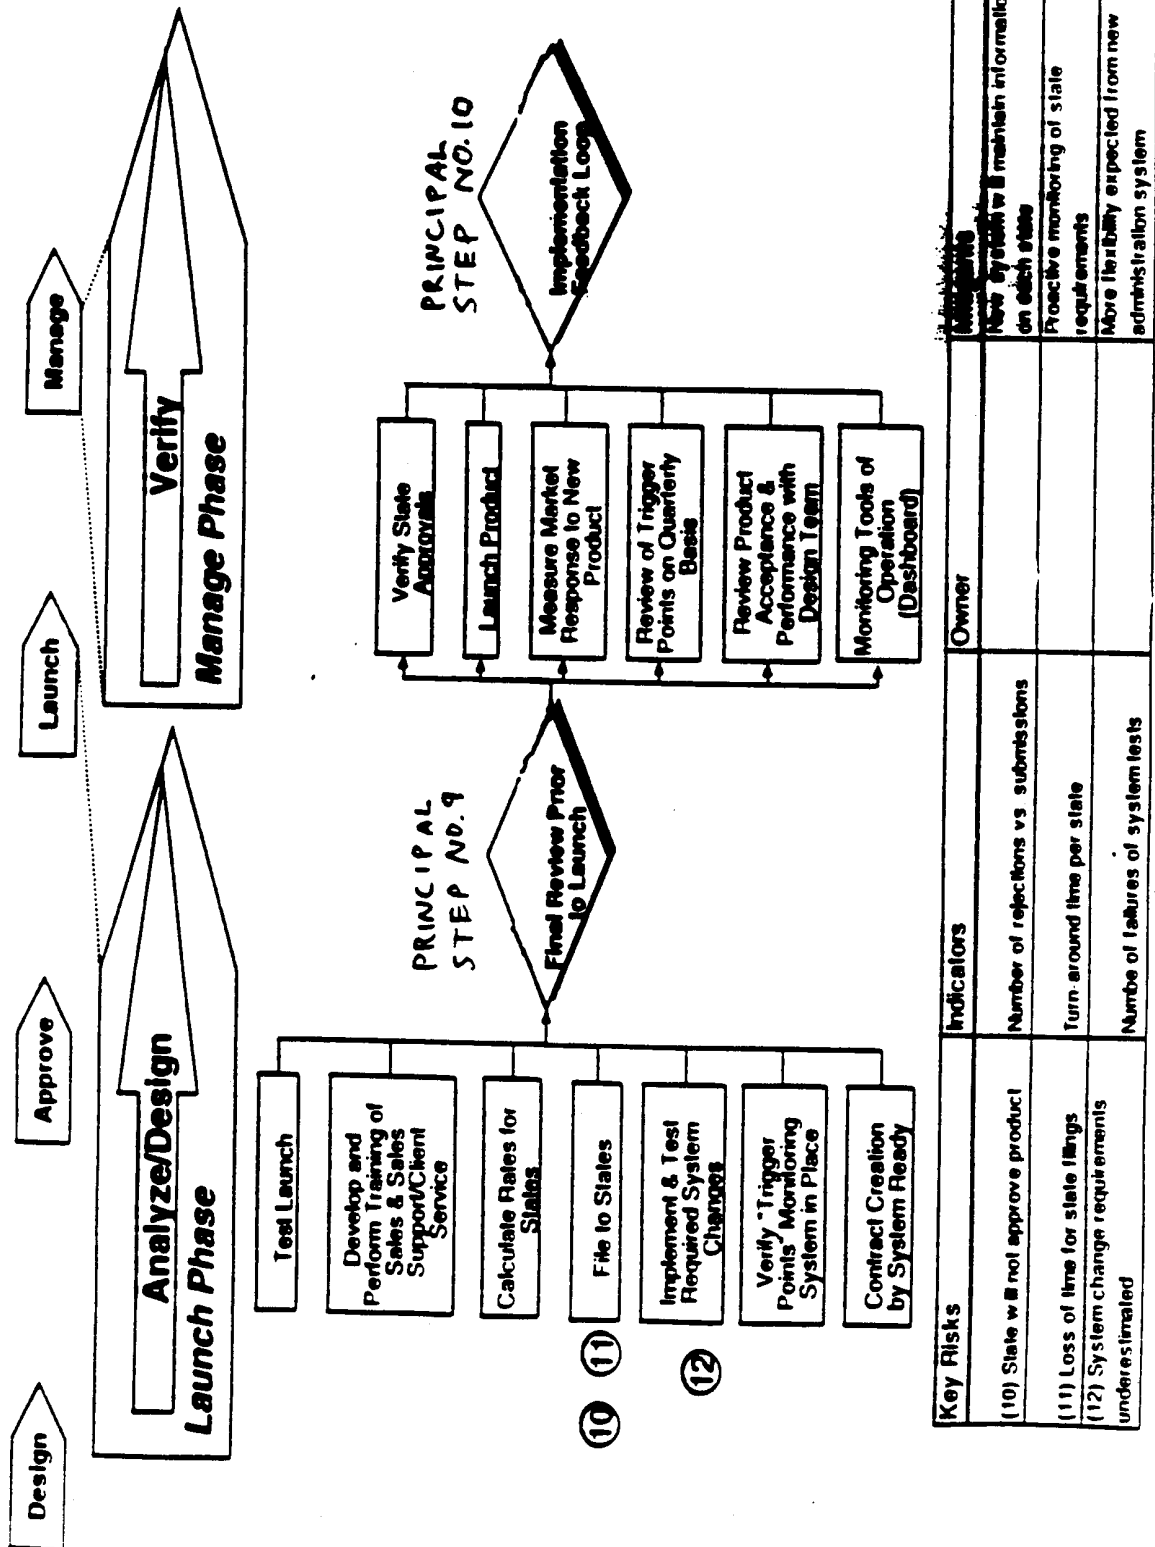 Design
Approve
Launch
Manage
Analyze/Design
Launch Phase
Verify
Manage Phase
Test Launch
Develop and
Perform Training of
Sales & Sales
Support/Client
Service
Calculate Rates for
States
File to States
Implement & Test
Required System
Changes
Verify "Trigger
Points" Monitoring
System in Place
Contract Creation
by System Ready
10
11
12
PRINCIPAL
STEP NO. 9
Final Review Prior
to Launch
Verify State
Approvals
Launch Product
Measure Market
Response to New
Product
Review of Trigger
Points on Quarterly
Basis
Review Product
Acceptance &
Performance with
Design Team
Monitoring Tools of
Operation
(Dashboard)
PRINCIPAL
STEP NO. 10
Implementation
Feedback Loop
Key Risks
Indicators
Owner
(10) State will not approve product
Number of rejections vs submissions
New system will maintain informatio
on each state
(11) Loss of time for state filings
Turn-around time per state
Proactive monitoring of state
requirements
(12) System change requirements
underestimated
Numbe of failures of system tests
More flexibility expected from new
administration system